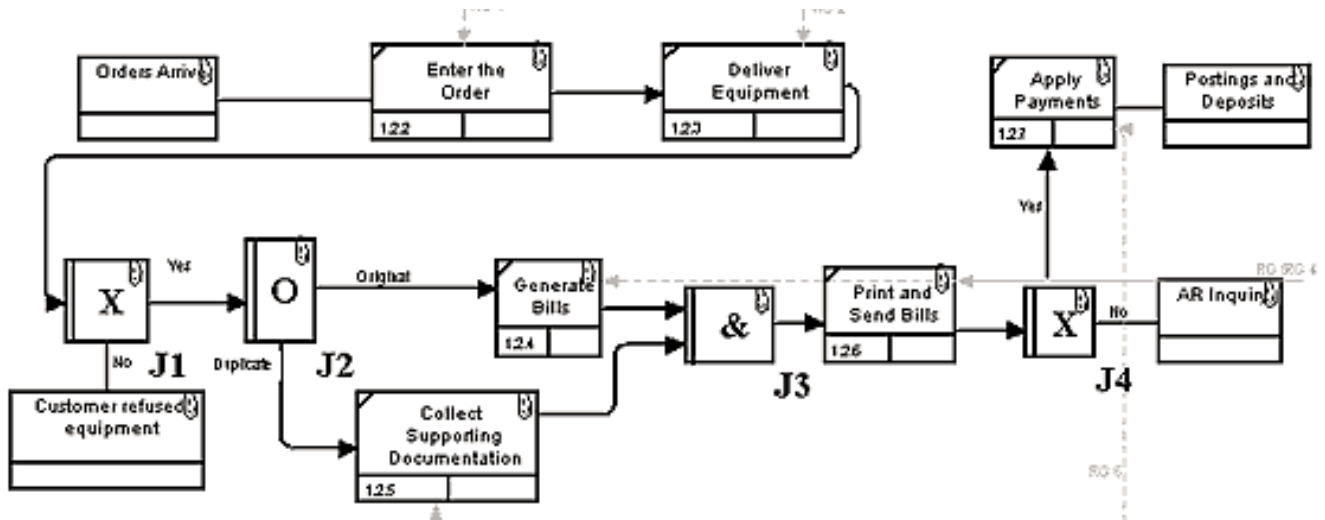 Orders Arrive
Enter the
Order
1.2.2
Deliver
Equipment
1.2.3
Apply
Payments
1.2.7
Postings and
Deposits
X
Yes
No
J1
Customer refused
equipment
O
Original
Duplicate
J2
Generate
Bills
1.2.4
Collect
Supporting
Documentation
1.2.5
&
J3
Print and
Send Bills
1.2.6
X
Yes
No
J4
AR Inquiry
RG 6